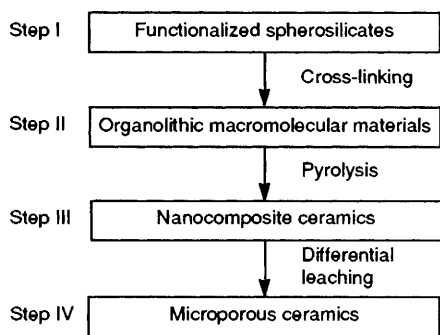 Step I Functionalized spherosilicates
Cross-linking
Step II Organolithic macromolecular materials
Pyrolysis
Step III Nanocomposite ceramics
Differential
leaching
Step IV Microporous ceramics